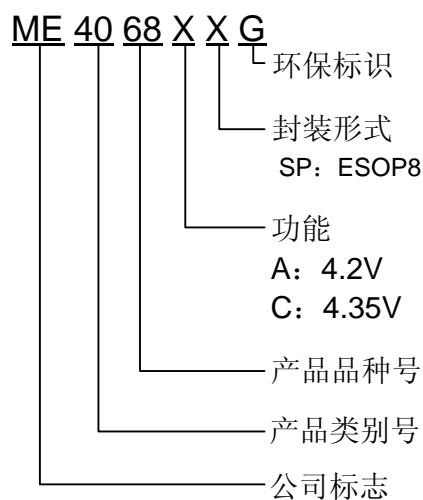 ME 40 68 X X G
环保标识
封装形式
SP：ESOP8
功能
A：4.2V
C：4.35V
产品品种号
产品类别号
公司标志